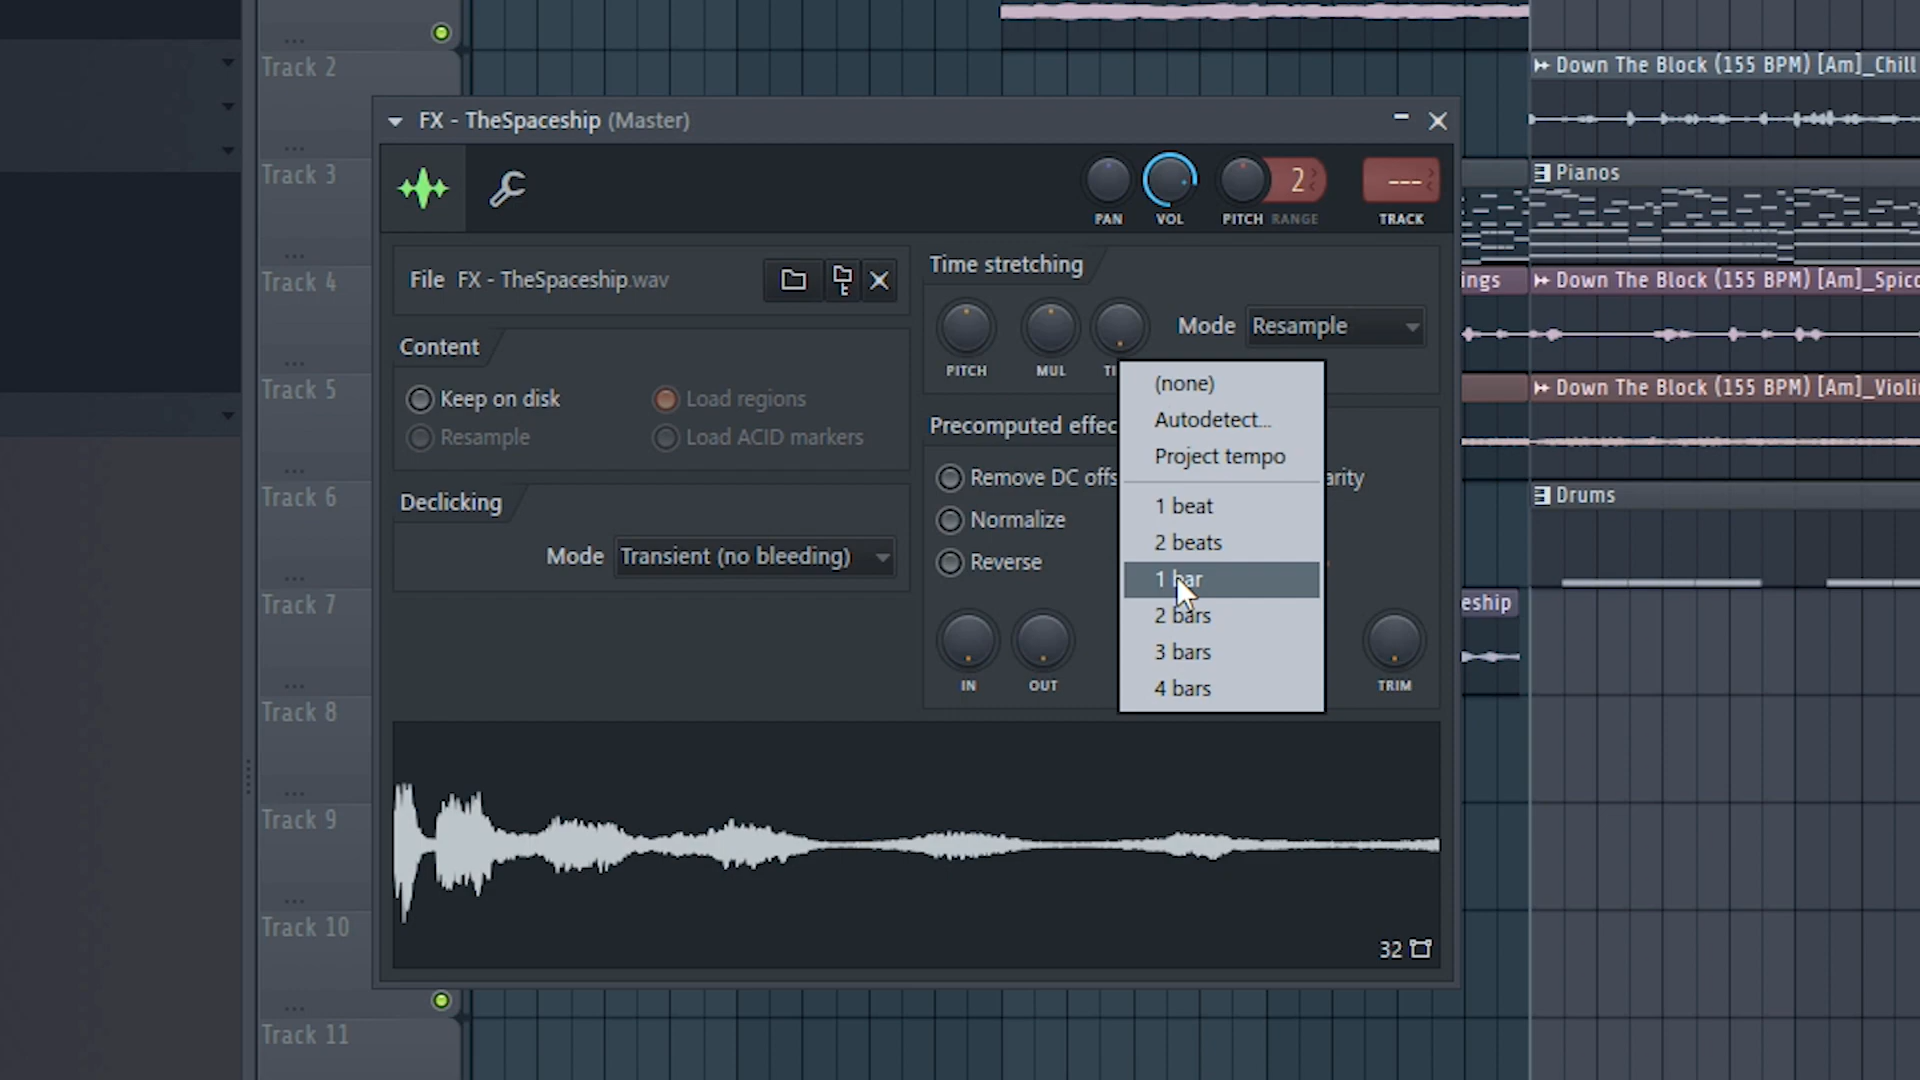 Track 2
Track 3
Track 4
Track 5
Track 6
Track 7
Track 8
Track 9
Track 10
Track 11
FX - TheSpaceship (Master)
PAN
VOL
PITCH
RANGE
2
---
TRACK
File FX - TheSpaceship.wav
Content
Keep on disk
Load regions
Resample
Load ACID markers
Declicking
Mode Transient (no bleeding)
Time stretching
PITCH
MUL
Mode Resample
Precomputed effec
Remove DC offs
arity
Normalize
Reverse
IN
OUT
TRIM
(none)
Autodetect...
Project tempo
1 beat
2 beats
1 bar
2 bars
3 bars
4 bars
32
Down The Block (155 BPM) [Am]_Chill
Pianos
ings
Down The Block (155 BPM) [Am]_Spicc
Down The Block (155 BPM) [Am]_Violin
Drums
eship